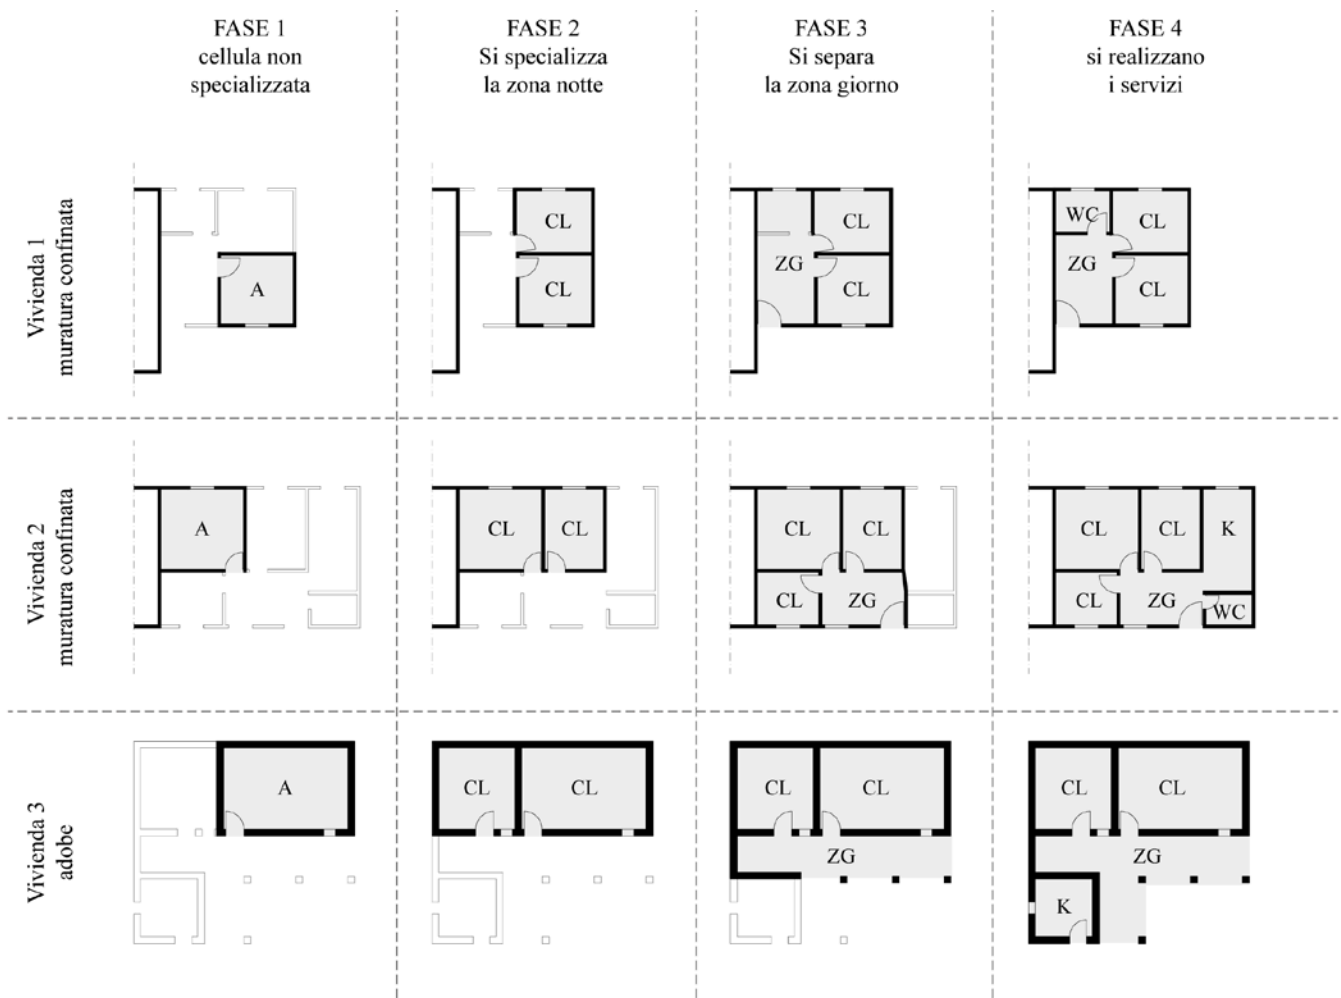 FASE 1
cellula non
specializzata
FASE 2
Si specializza
la zona notte
FASE 3
Si separa
la zona giorno
FASE 4
si realizzano
i servizi
Vivienda 1
muratura confinata
A
CL
CL
ZG
CL
CL
WC
CL
ZG
CL
Vivienda 2
muratura confinata
A
CL
CL
CL
CL
CL
ZG
CL
CL
K
CL
ZG
WC
Vivienda 3
adobe
A
CL
CL
CL
CL
ZG
CL
CL
ZG
K